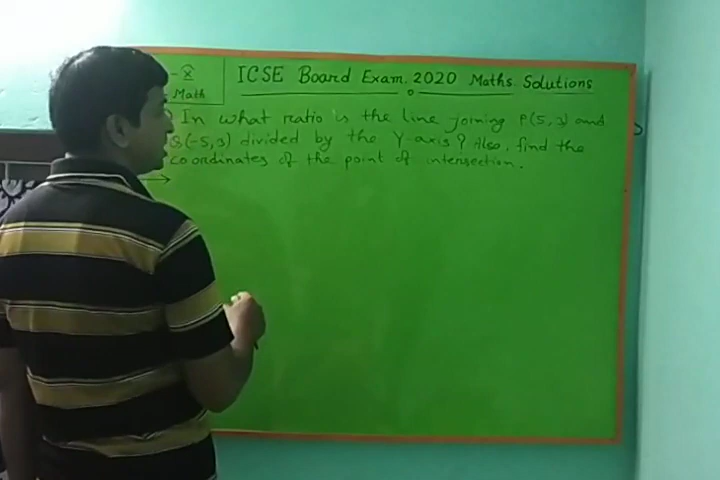 - X
Math
ICSE Board Exam. 2020 Maths. Solutions
In what ratio is the line joining P(5, 3) and
(-5, 3) divided by the Y-axis? Also, find the
coordinates of the point of intersection.